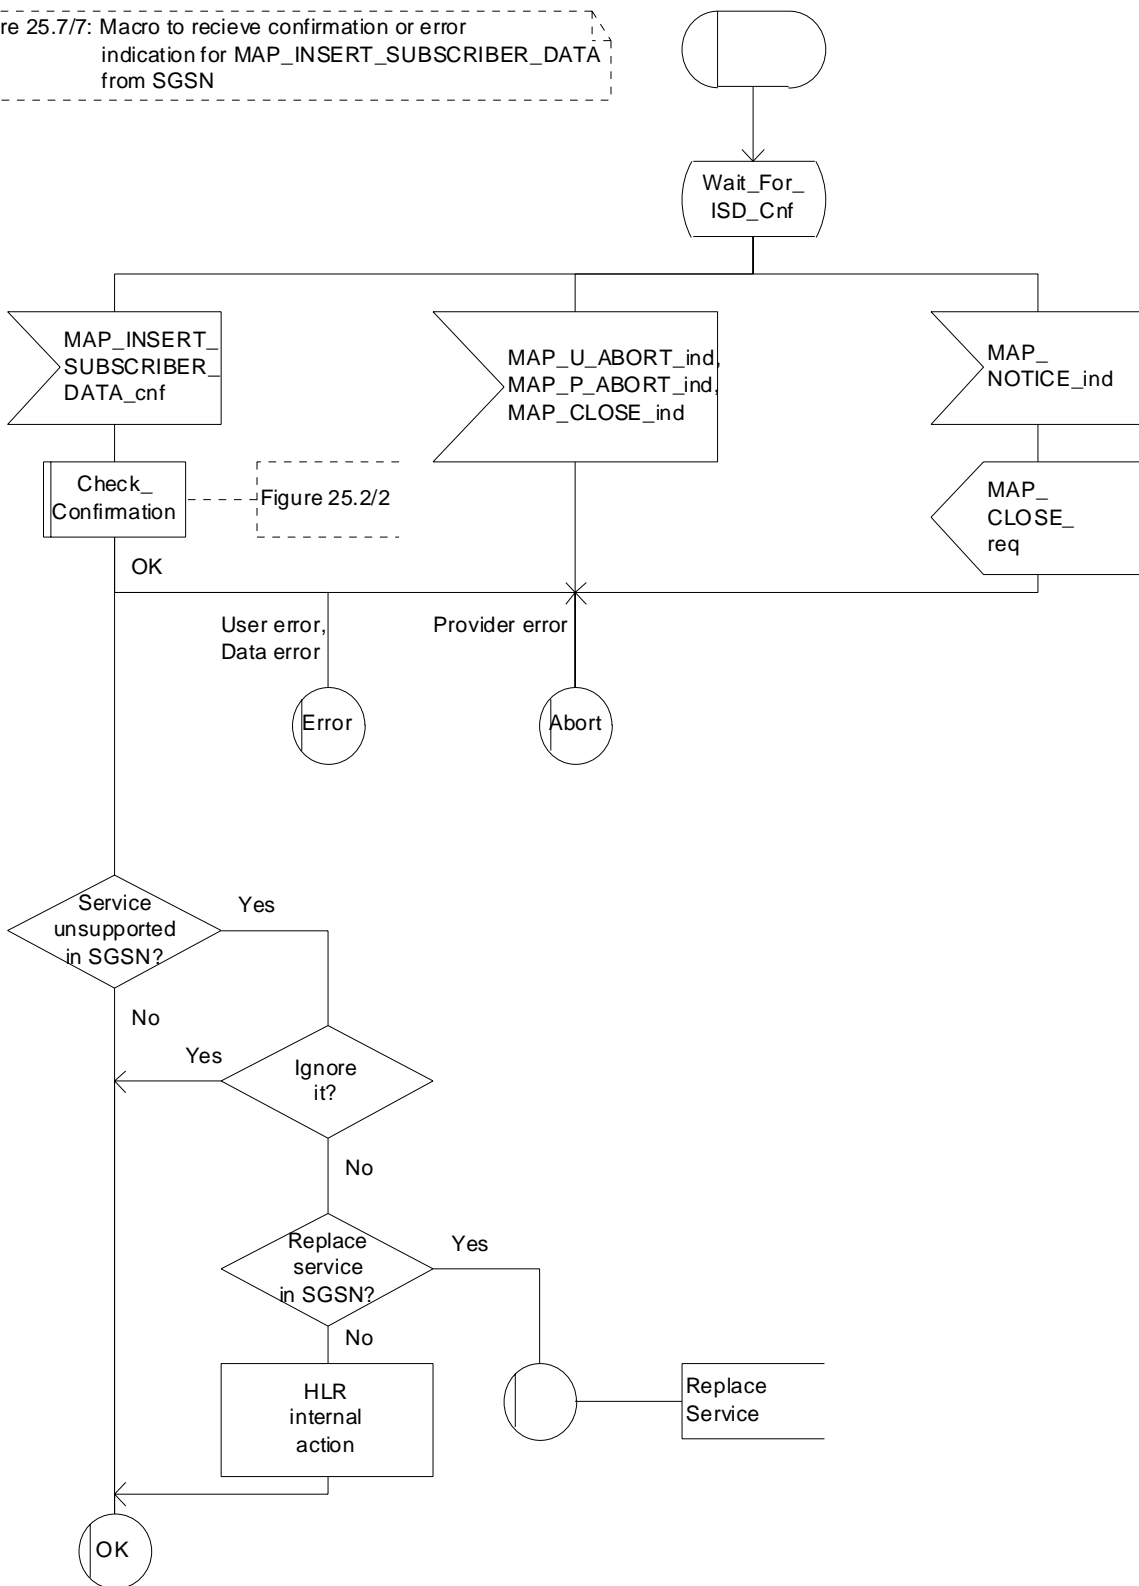 re 25.7/7: Macro to recieve confirmation or error
indication for MAP_INSERT_SUBSCRIBER_DATA
from SGSN
Wait_For_
ISD_Cnf
MAP_INSERT_
SUBSCRIBER_
DATA_cnf
MAP_U_ABORT_ind,
MAP_P_ABORT_ind,
MAP_CLOSE_ind
MAP_
NOTICE_ind
Check_
Confirmation
Figure 25.2/2
MAP_
CLOSE_
req
OK
User error,
Data error
Provider error
Error
Abort
Service
unsupported
in SGSN?
Yes
No
Yes
Ignore
it?
No
Replace
service
in SGSN?
Yes
No
HLR
internal
action
Replace
Service
OK